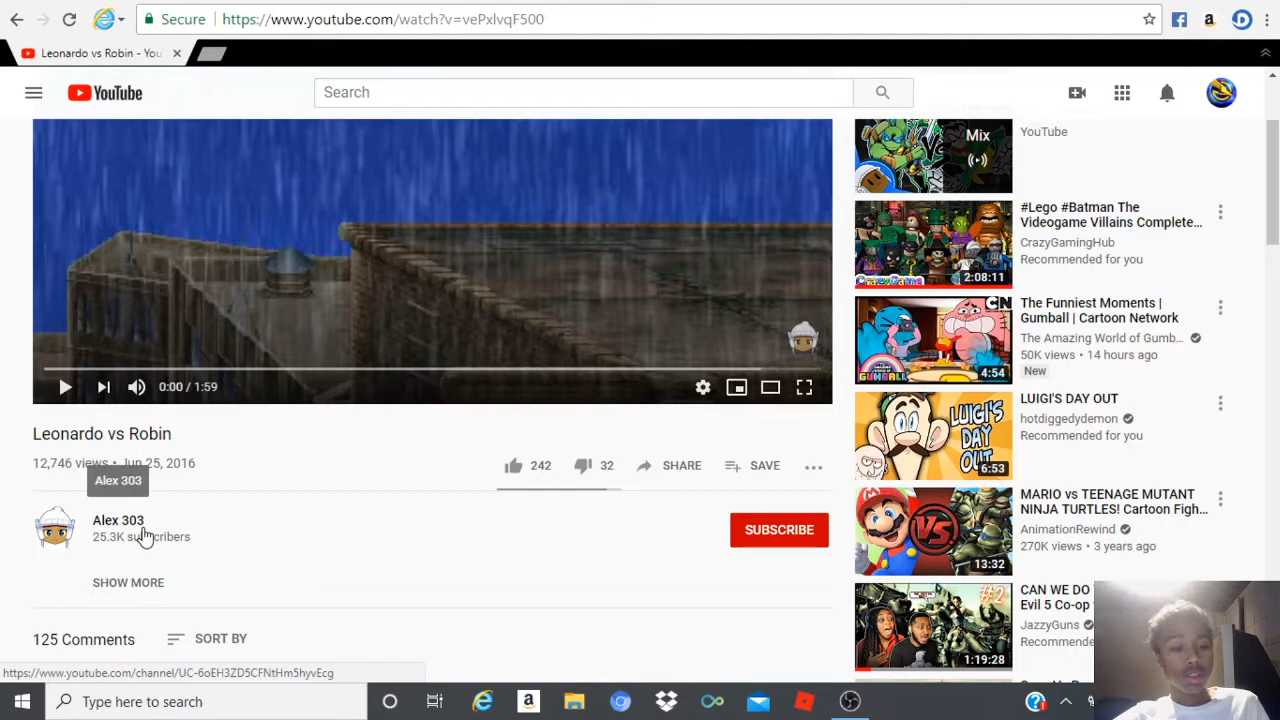 Secure https://www.youtube.com/watch?v=vePxlvqF500
Leonardo vs Robin - You
YouTube
Search
Mix
YouTube
#Lego #Batman The
Videogame Villains Complete...
CrazyGamingHub
Recommended for you
2:08:11
The Funniest Moments |
Gumball | Cartoon Network
The Amazing World of Gumb...
50K views • 14 hours ago
New
CN
GUMBALL
4:54
0:00 / 1:59
Leonardo vs Robin
12,746 views • Jun 25, 2016
242 32 SHARE SAVE
Alex 303
Alex 303
25.3K subscribers
SUBSCRIBE
SHOW MORE
125 Comments SORT BY
LUIGI'S DAY OUT
hotdiggedydemon
Recommended for you
LUIGI'S
DAY
OUT
6:53
MARIO vs TEENAGE MUTANT
NINJA TURTLES! Cartoon Figh...
AnimationRewind
270K views • 3 years ago
VS
13:32
CAN WE DO
Evil 5 Co-op
JazzyGuns
Recommende
#2
1:19:28
https://www.youtube.com/channel/UC-6oEH3ZD5CFNtHm5hyvEcg
Type here to search